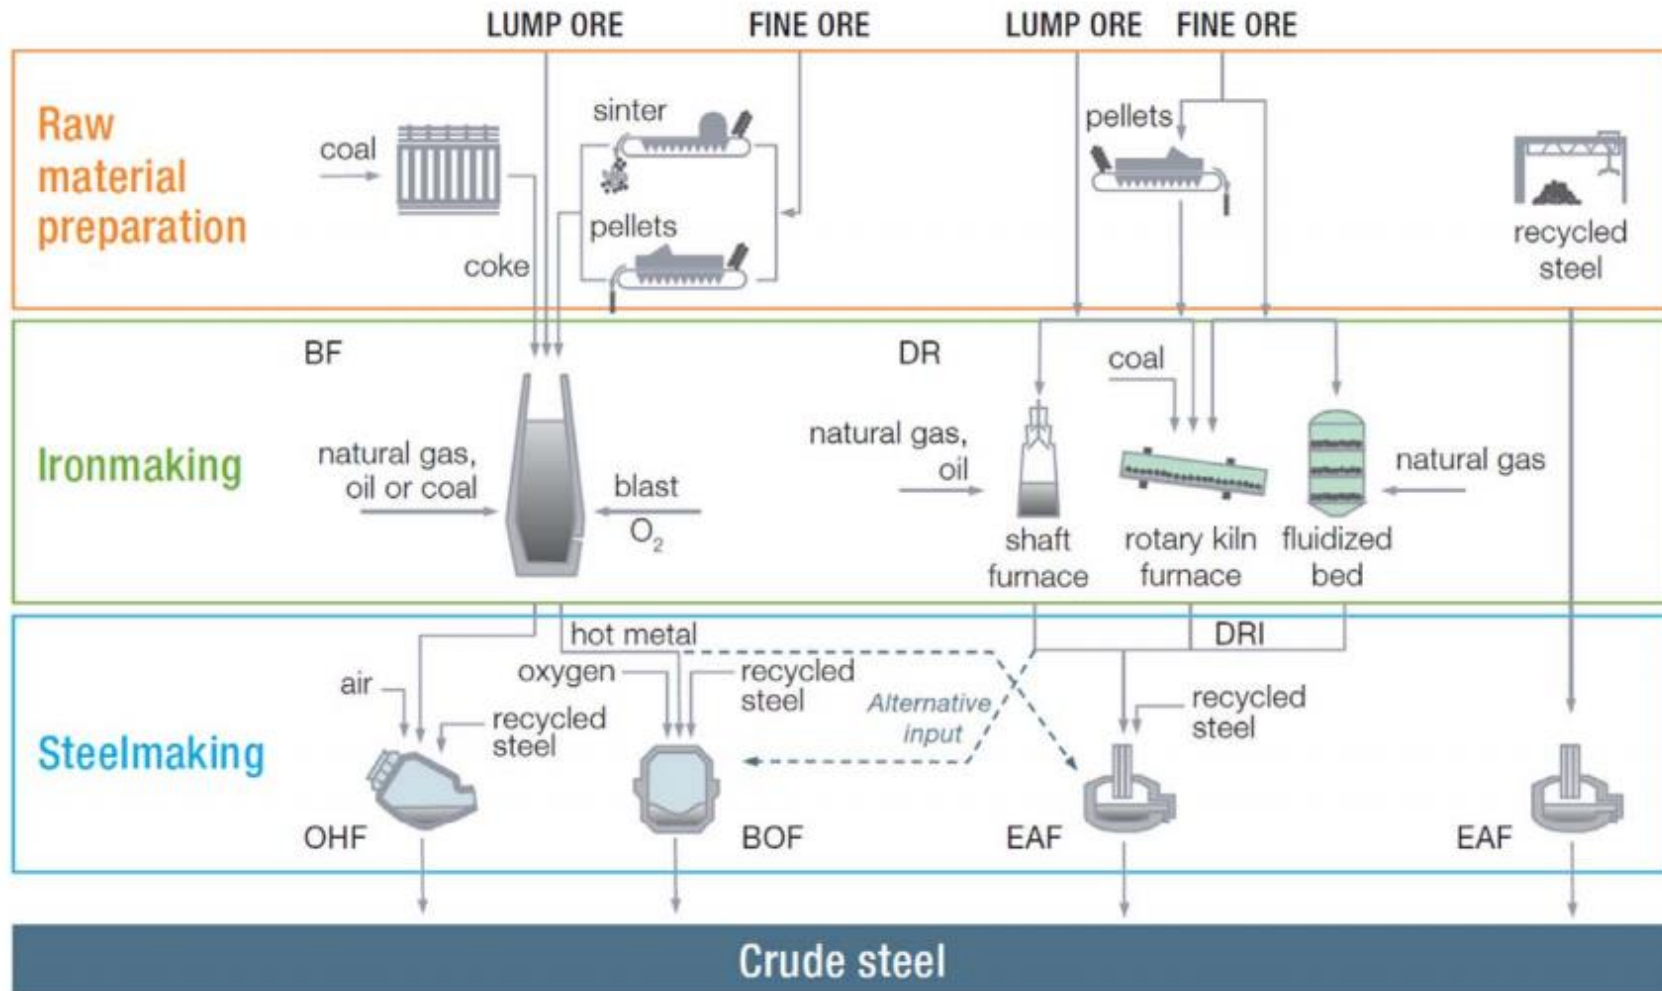 LUMP ORE
FINE ORE
LUMP ORE
FINE ORE
Raw
material
preparation
coal
coke
sinter
pellets
pellets
recycled
steel
Ironmaking
BF
natural gas,
oil or coal
blast
O₂
DR
coal
natural gas,
oil
natural gas
shaft
furnace
rotary kiln
furnace
fluidized
bed
Steelmaking
hot metal
oxygen
recycled
steel
air
recycled
steel
Alternative
input
DRI
recycled
steel
OHF
BOF
EAF
EAF
Crude steel